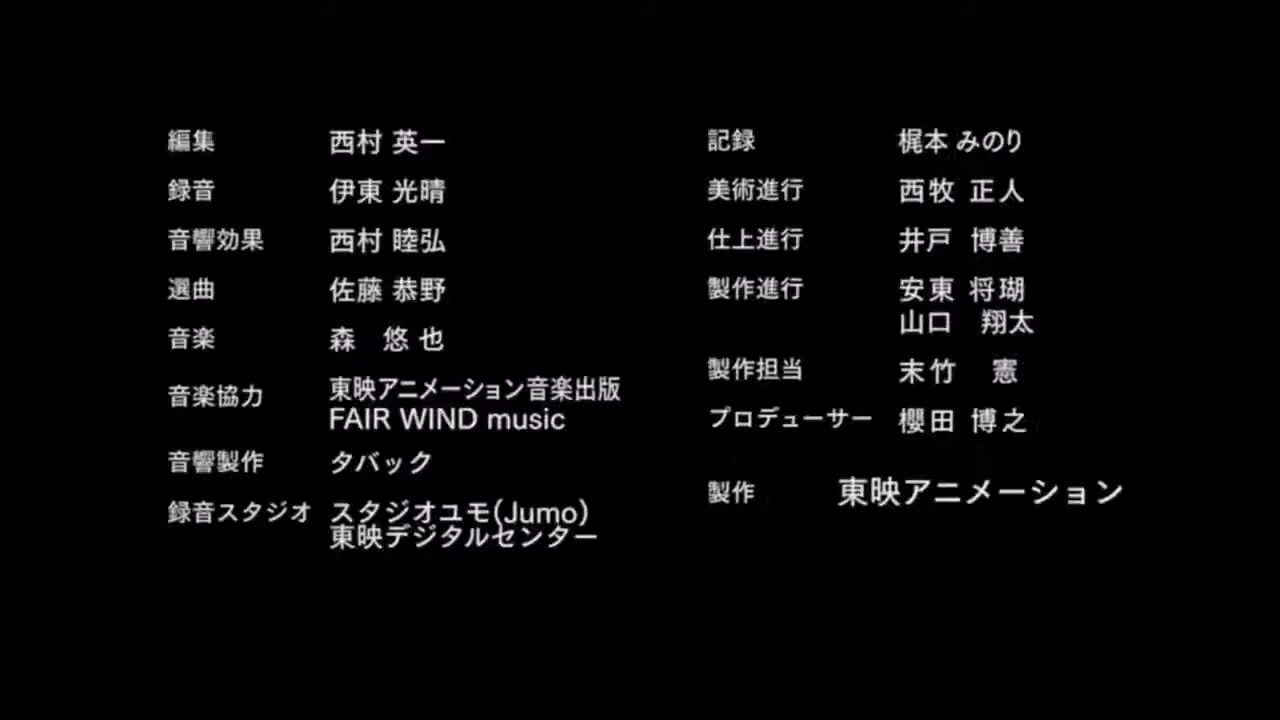 編集 西村 英一
録音 伊東 光晴
音響効果 西村 睦弘
選曲 佐藤 恭野
音楽 森 悠也
音楽協力 東映アニメーション音楽出版
FAIR WIND music
音響製作 タバック
録音スタジオ スタジオユモ(Jumo)
東映デジタルセンター
記録 梶本 みのり
美術進行 西牧 正人
仕上進行 井戸 博善
製作進行 安東 将瑚
山口 翔太
製作担当 末竹 憲
プロデューサー 櫻田 博之
製作 東映アニメーション